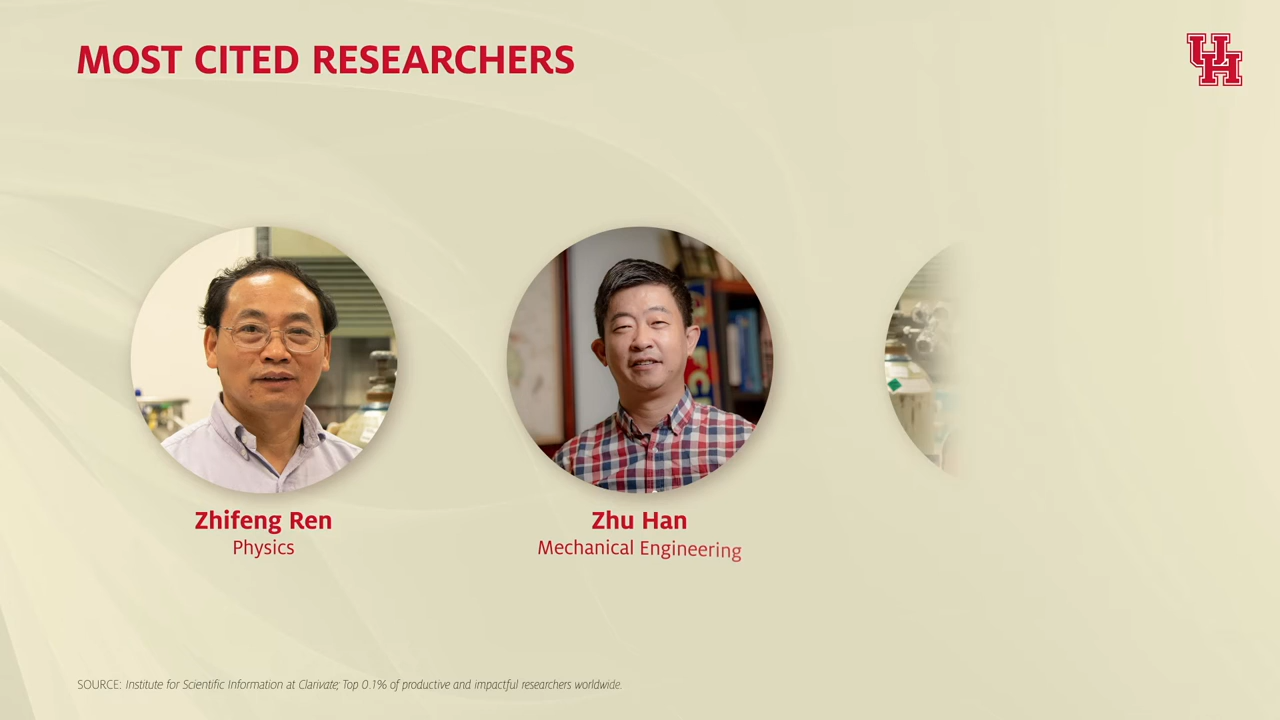 MOST CITED RESEARCHERS
UH
Zhifeng Ren
Physics
Zhu Han
Mechanical Engineering
SOURCE: Institute for Scientific Information at Clarivate; Top 0.1% of productive and impactful researchers worldwide.